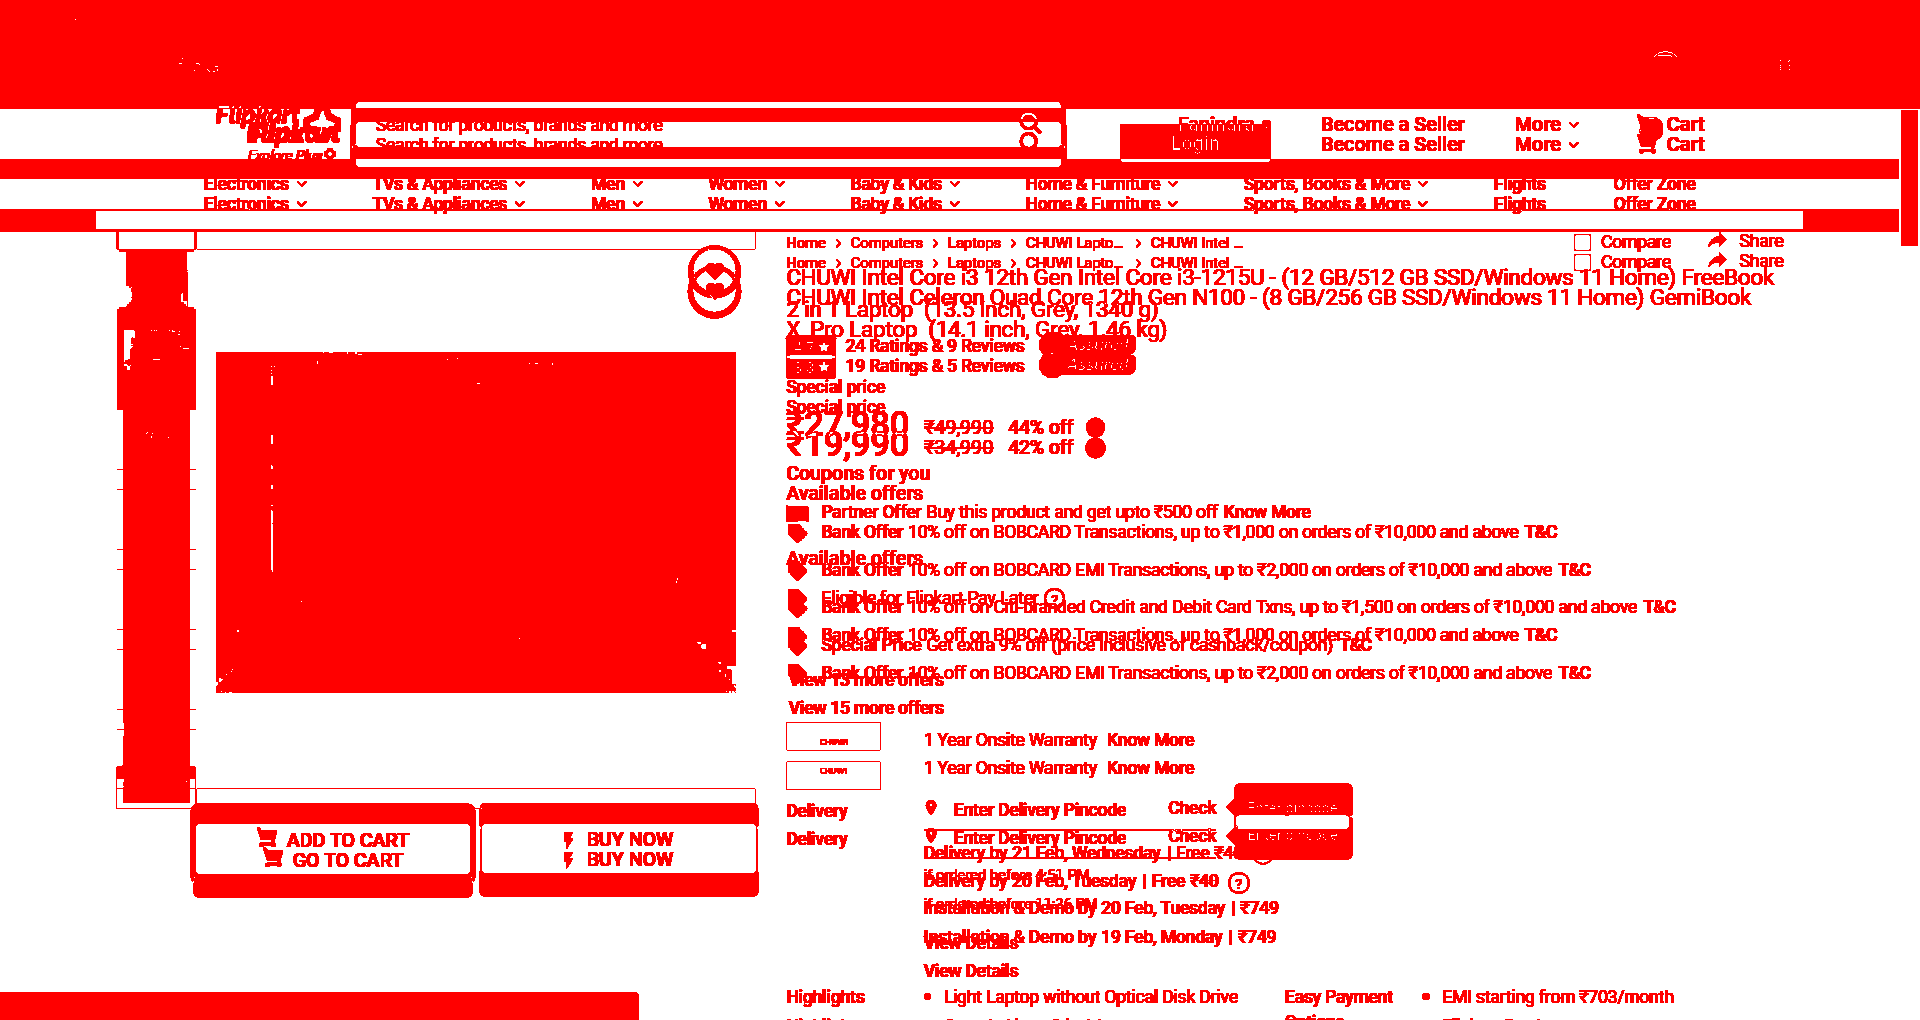 Flipkart
Flipkart
Explore Plus
Search for products, brands and more
Search for products, brands and more
Fanindra
Login
Become a Seller
Become a Seller
More
More
Cart
Cart
Electronics TVs & Appliances Men Women Baby & Kids Home & Furniture Sports, Books & More Flights Offer Zone
Electronics TVs & Appliances Men Women Baby & Kids Home & Furniture Sports, Books & More Flights Offer Zone
Home > Computers > Laptops > CHUWI Lapto... > CHUWI Intel ... Compare Share
Home > Computers > Laptops > CHUWI Lapto... > CHUWI Intel ... Compare Share
CHUWI Intel Core i3 12th Gen Intel Core i3-1215U - (12 GB/512 GB SSD/Windows 11 Home) FreeBook
CHUWI Intel Celeron Quad Core 12th Gen N100 - (8 GB/256 GB SSD/Windows 11 Home) GemiBook
2 in 1 Laptop (13.5 Inch, Grey, 1340 g)
X_Pro Laptop (14.1 inch, Grey, 1.46 kg)
24 Ratings & 9 Reviews Assured
19 Ratings & 5 Reviews Assured
Special price
Special price
₹27,980 ₹49,990 44% off
₹19,990 ₹34,990 42% off
Coupons for you
Available offers
Partner Offer Buy this product and get upto ₹500 off Know More
Bank Offer 10% off on BOBCARD Transactions, up to ₹1,000 on orders of ₹10,000 and above T&C
Available offers
Bank Offer 10% off on BOBCARD EMI Transactions, up to ₹2,000 on orders of ₹10,000 and above T&C
Eligible for Flipkart Pay Later ?
Bank Offer 10% off on Citi-branded Credit and Debit Card Txns, up to ₹1,500 on orders of ₹10,000 and above T&C
Bank Offer 10% off on BOBCARD Transactions, up to ₹1,000 on orders of ₹10,000 and above T&C
Special Price Get extra 9% off (price inclusive of cashback/coupon) T&C
Bank Offer 10% off on BOBCARD EMI Transactions, up to ₹2,000 on orders of ₹10,000 and above T&C
View 13 more offers
View 15 more offers
CHUWI
1 Year Onsite Warranty Know More
CHUWI
1 Year Onsite Warranty Know More
Delivery Enter Delivery Pincode Check Enter pincode
Delivery Enter Delivery Pincode Check Enter pincode
ADD TO CART BUY NOW
GO TO CART BUY NOW
Delivery by 21 Feb, Wednesday | Free ₹40
if ordered before 4:51 PM
Delivery by 20 Feb, Tuesday | Free ₹40 ?
Installation & Demo by 20 Feb, Tuesday | ₹749
Installation & Demo by 19 Feb, Monday | ₹749
View Details
View Details
Highlights • Light Laptop without Optical Disk Drive
Easy Payment • EMI starting from ₹703/month
Options